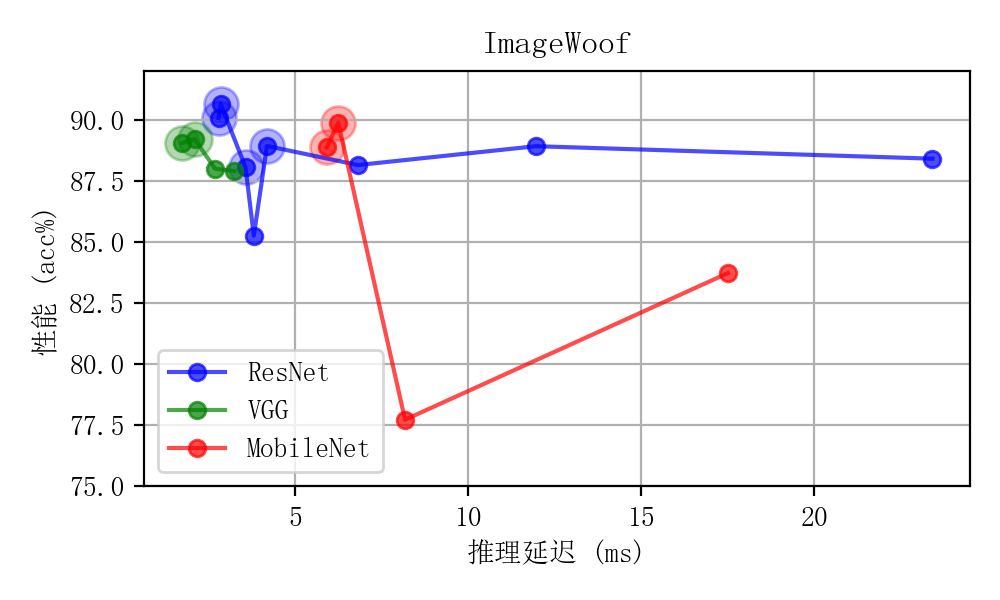 ImageWoof
性能 (acc%)
90.0
87.5
85.0
82.5
80.0
77.5
75.0
ResNet
VGG
MobileNet
5 10 15 20
推理延迟 (ms)